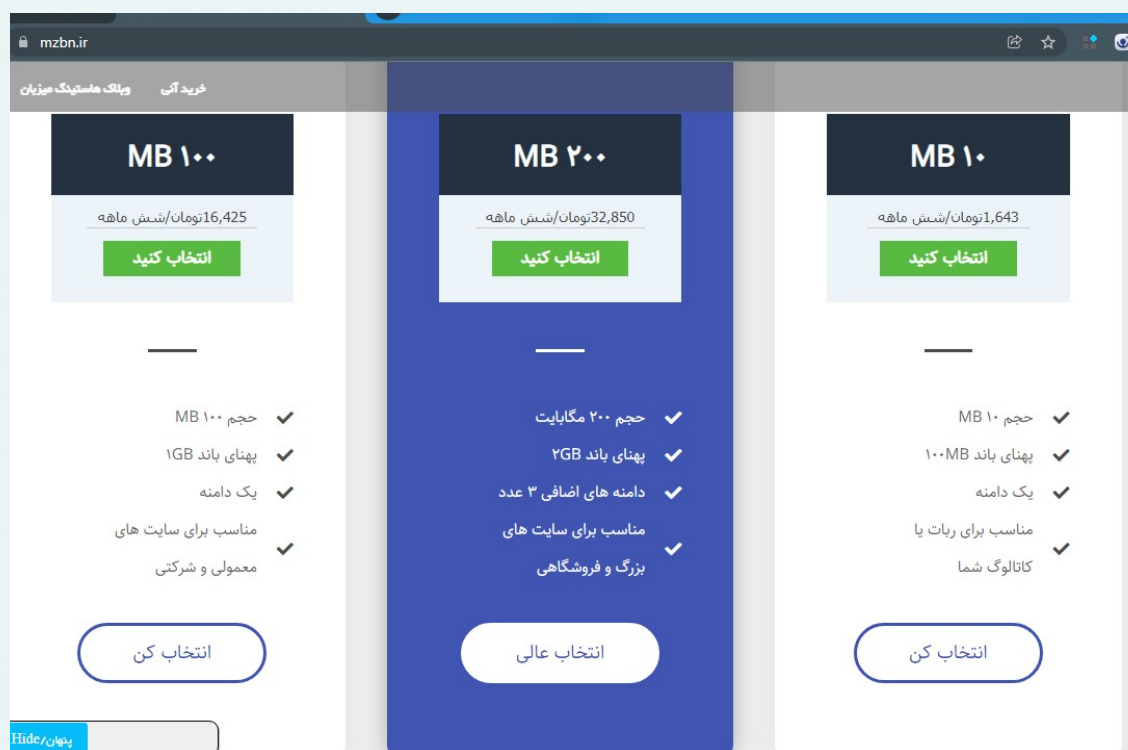 mzbn.ir
خرید آنی
وبلاگ هاستینگ میزبان
MB ۱۰
1,643تومان/شش ماهه
انتخاب کنید
حجم ۱۰ MB
پهنای باند ۱۰۰MB
یک دامنه
مناسب برای ربات یا
کاتالوگ شما
انتخاب کن
MB ۲۰۰
32,850تومان/شش ماهه
انتخاب کنید
حجم ۲۰۰ مگابایت
پهنای باند ۲GB
دامنه های اضافی ۳ عدد
مناسب برای سایت های
بزرگ و فروشگاهی
انتخاب عالی
MB ۱۰۰
16,425تومان/شش ماهه
انتخاب کنید
حجم ۱۰۰ MB
پهنای باند ۱GB
یک دامنه
مناسب برای سایت های
معمولی و شرکتی
انتخاب کن
Hide/پنهان